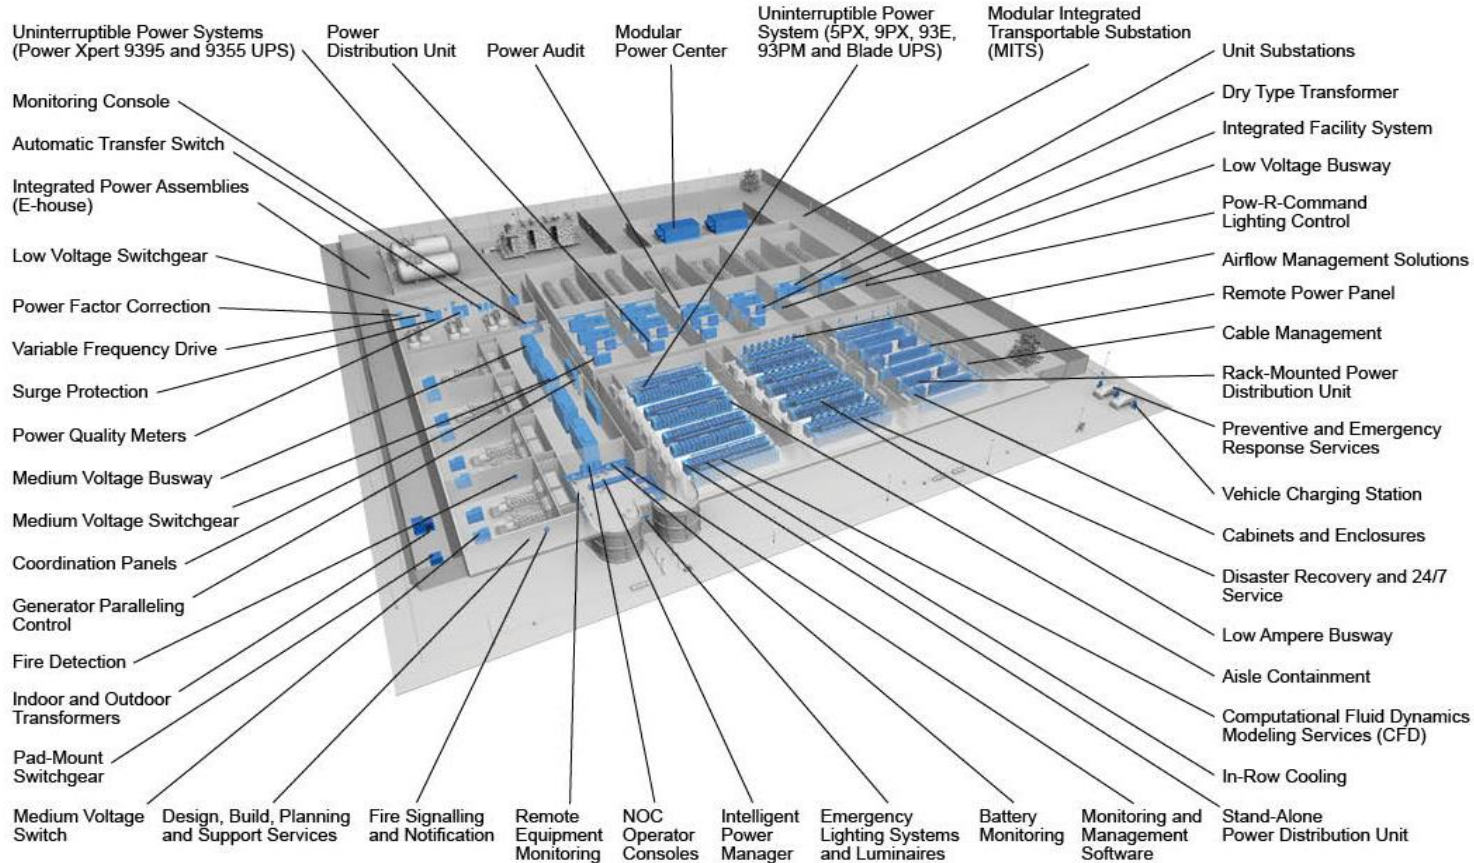 Uninterruptible Power Systems
(Power Xpert 9395 and 9355 UPS)
Power
Distribution Unit
Power Audit
Modular
Power Center
Uninterruptible Power
System (5PX, 9PX, 93E,
93PM and Blade UPS)
Modular Integrated
Transportable Substation
(MITS)
Monitoring Console
Automatic Transfer Switch
Integrated Power Assemblies
(E-house)
Low Voltage Switchgear
Power Factor Correction
Variable Frequency Drive
Surge Protection
Power Quality Meters
Medium Voltage Busway
Medium Voltage Switchgear
Coordination Panels
Generator Paralleling
Control
Fire Detection
Indoor and Outdoor
Transformers
Pad-Mount
Switchgear
Medium Voltage
Switch
Design, Build, Planning
and Support Services
Fire Signalling
and Notification
Remote
Equipment
Monitoring
NOC
Operator
Consoles
Intelligent
Power
Manager
Emergency
Lighting Systems
and Luminaires
Battery
Monitoring
Monitoring and
Management
Software
Unit Substations
Dry Type Transformer
Integrated Facility System
Low Voltage Busway
Pow-R-Command
Lighting Control
Airflow Management Solutions
Remote Power Panel
Cable Management
Rack-Mounted Power
Distribution Unit
Preventive and Emergency
Response Services
Vehicle Charging Station
Cabinets and Enclosures
Disaster Recovery and 24/7
Service
Low Ampere Busway
Aisle Containment
Computational Fluid Dynamics
Modeling Services (CFD)
In-Row Cooling
Stand-Alone
Power Distribution Unit